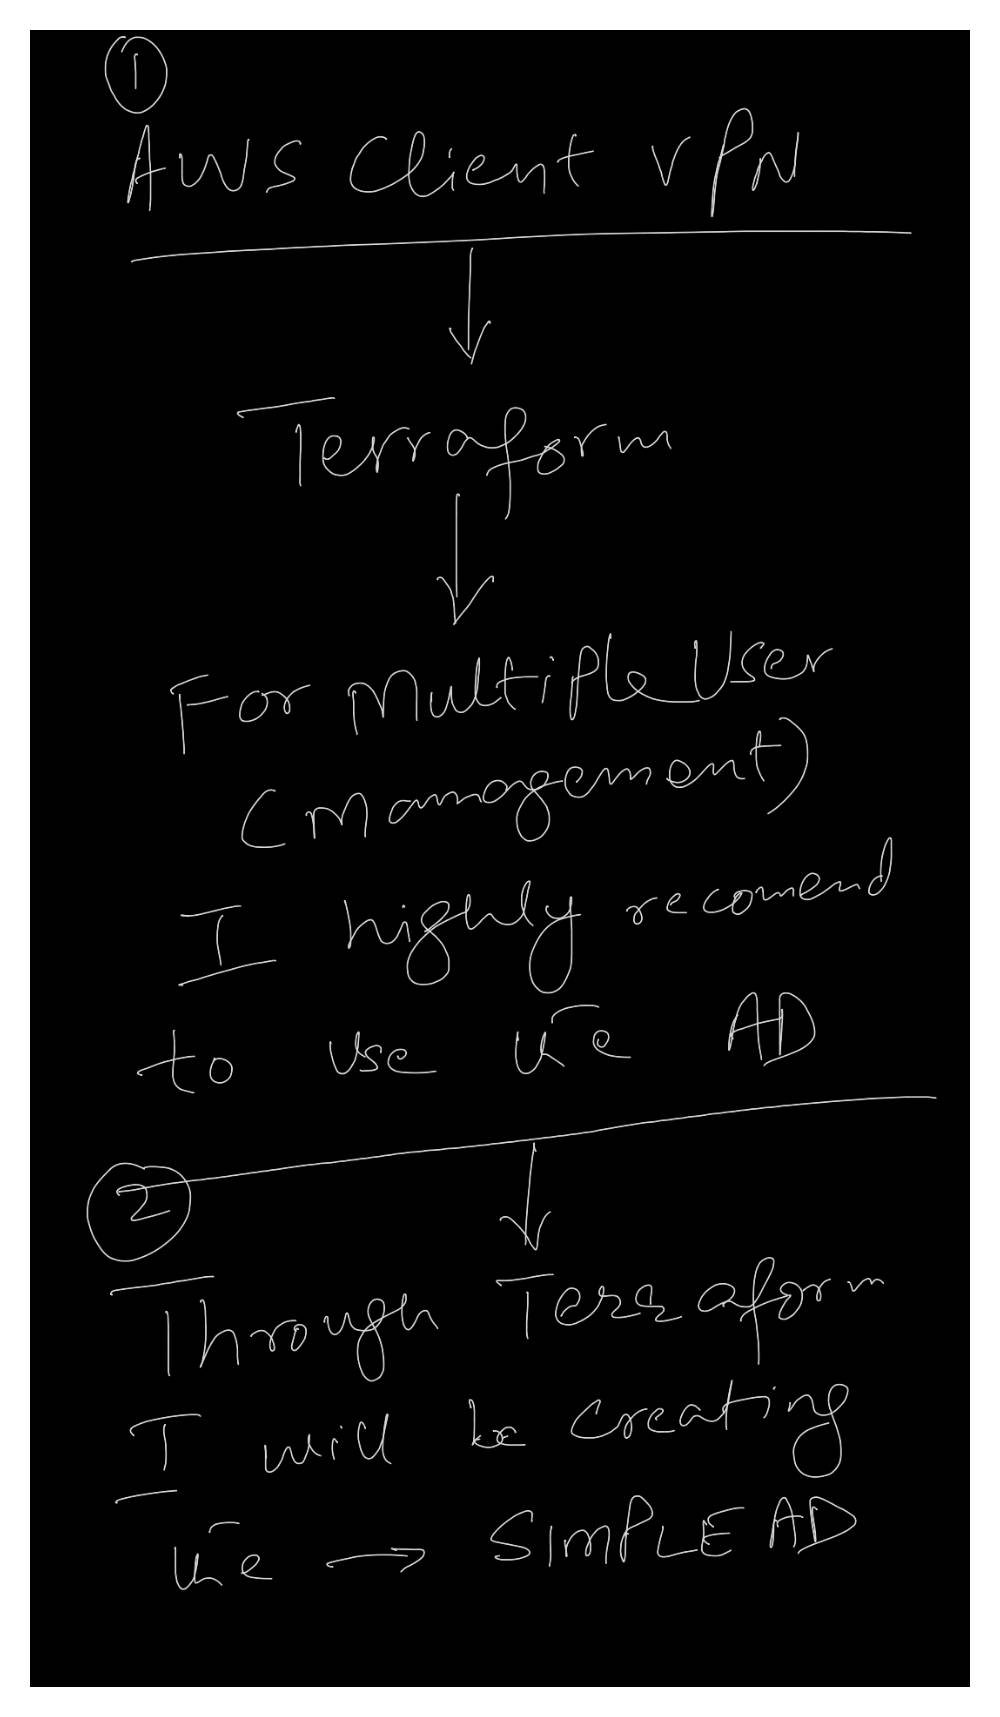 1
AWS Client VPN
Terraform
For Multiple User
(Management)
I highly recomend
to use the AD
2
Through Terraform
I will be creating
the → SIMPLE AD